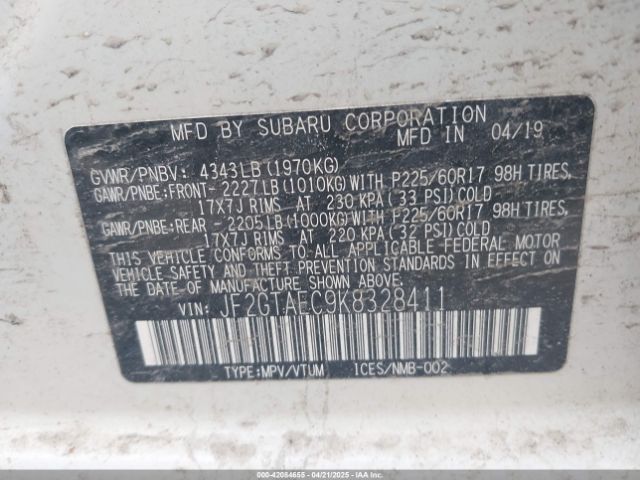 MFD BY SUBARU CORPORATION
MFD IN 04/19
GVWR/PNBV: 4343LB(1970KG)
GAWR/PNBE:FRONT-2227LB(1010KG)WITH P225/60R17 98H TIRES,
17X7J RIMS AT 230 KPA(33 PSI)COLD
GAWR/PNBE:REAR -2205LB(1000KG)WITH P225/60R17 98H TIRES,
17X7J RIMS AT 220 KPA(32 PSI)COLD
THIS VEHICLE CONFORMS TO ALL APPLICABLE FEDERAL MOTOR
VEHICLE SAFETY AND THEFT PREVENTION STANDARDS IN EFFECT ON
THE DATE OF MANUFACTURE SHOWN ABOVE.
VIN: JF2GTAEC9K8328411
TYPE:MPV/VTUM ICES/NMB-002
000-42084655 - 04/21/2025 - IAAI.COM